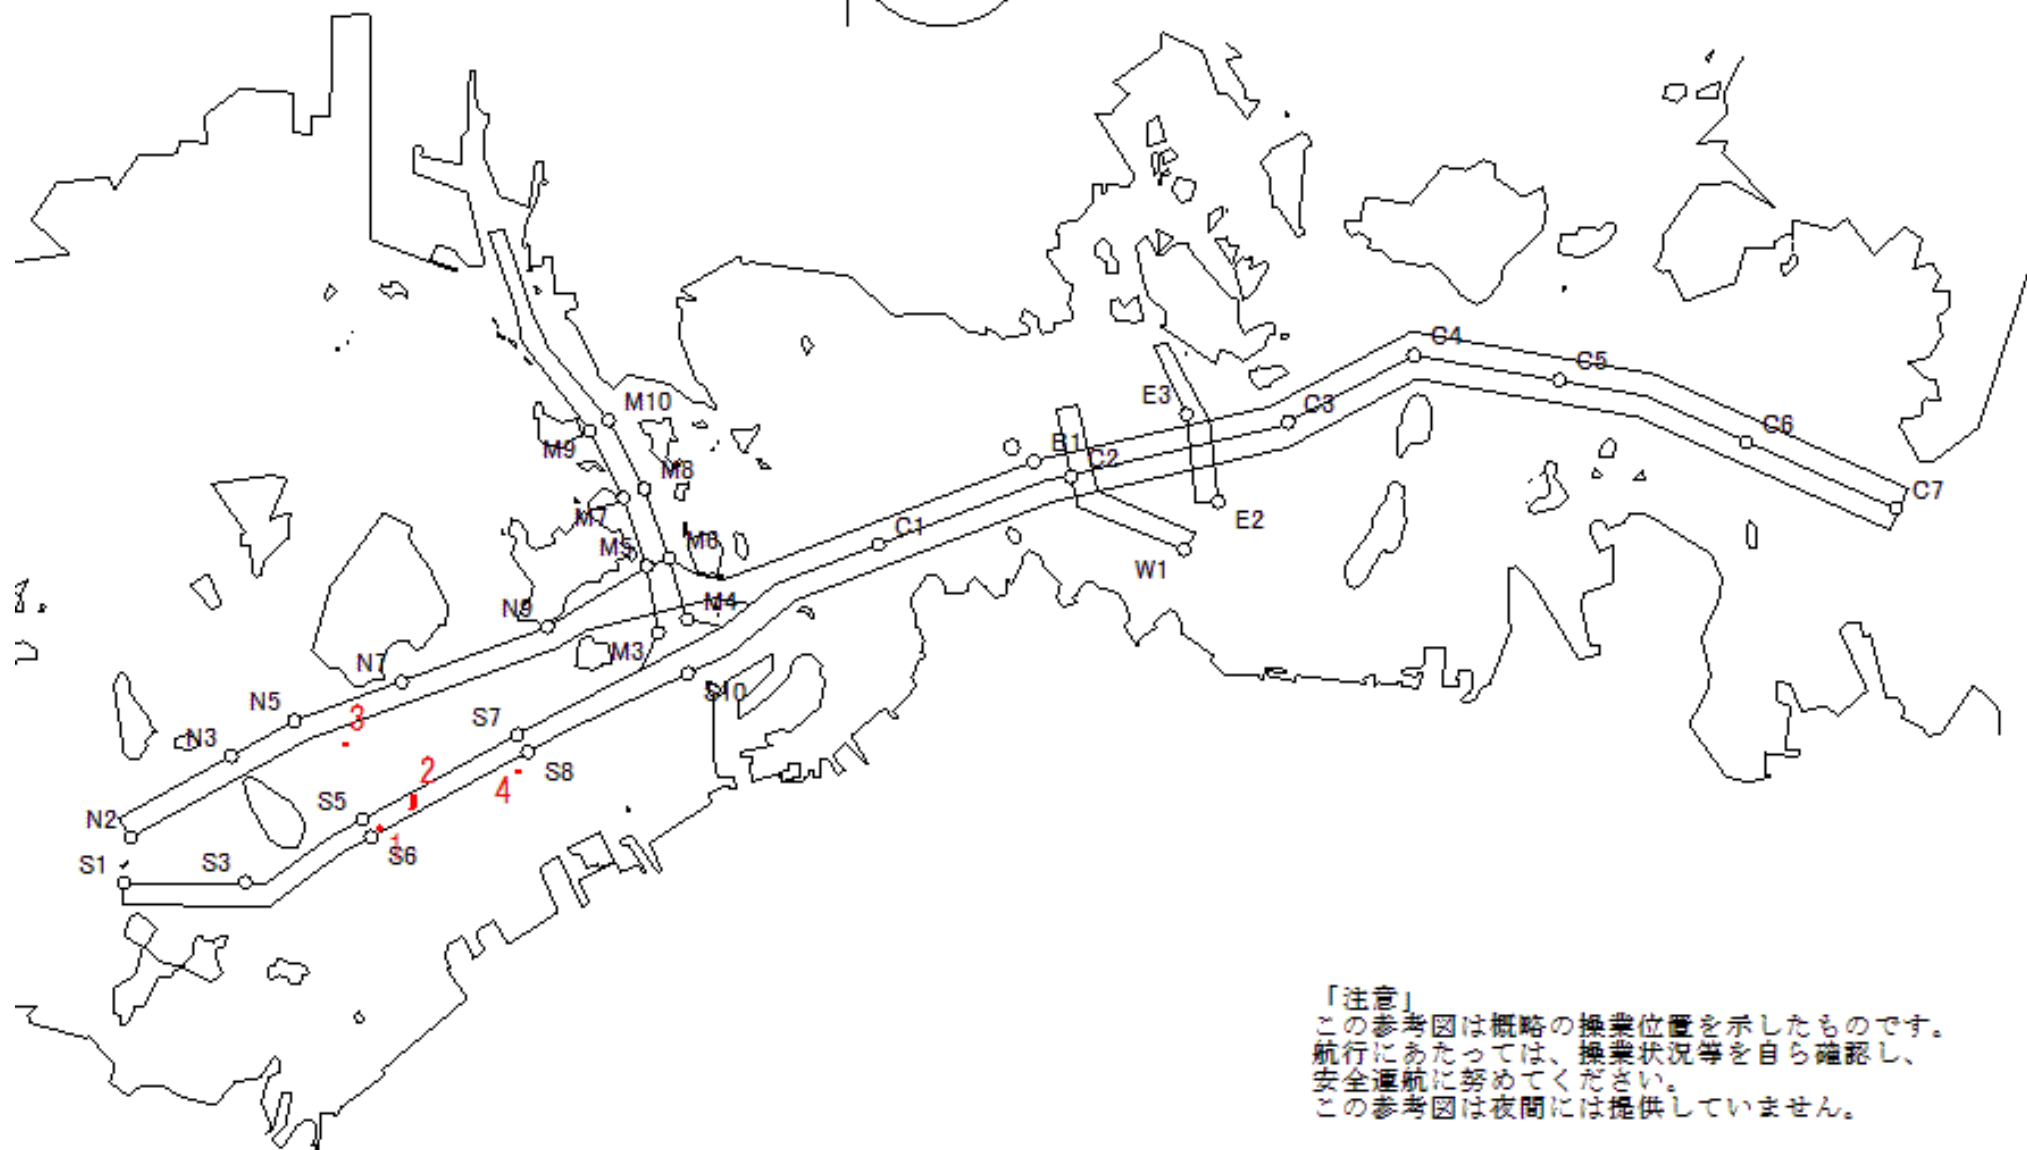 C4
C5
E3
M10
C3
C6
M9
B1
C2
M8
C7
M7
E2
C1
M5
M6
W1
N9
M4
M3
N7
S10
N5
3
S7
N3
2
S8
4
S5
N2
1
S6
S1
S3
「注意」
この参考図は概略の操業位置を示したものです。
航行にあたっては、操業状況等を自ら確認し、
安全運航に努めてください。
この参考図は夜間には提供していません。